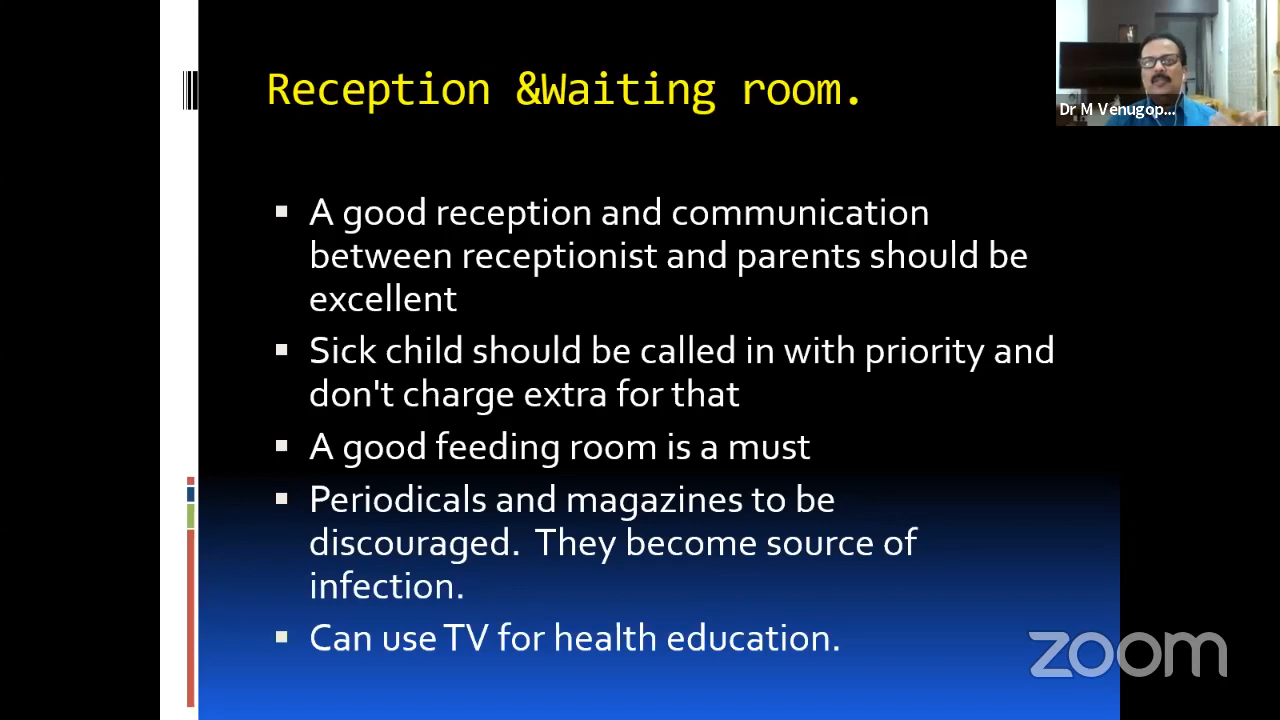 Reception &Waiting room.
Dr M Venugop...
A good reception and communication
between receptionist and parents should be
excellent
Sick child should be called in with priority and
don't charge extra for that
A good feeding room is a must
Periodicals and magazines to be
discouraged.  They become source of
infection.
Can use TV for health education.
zoom